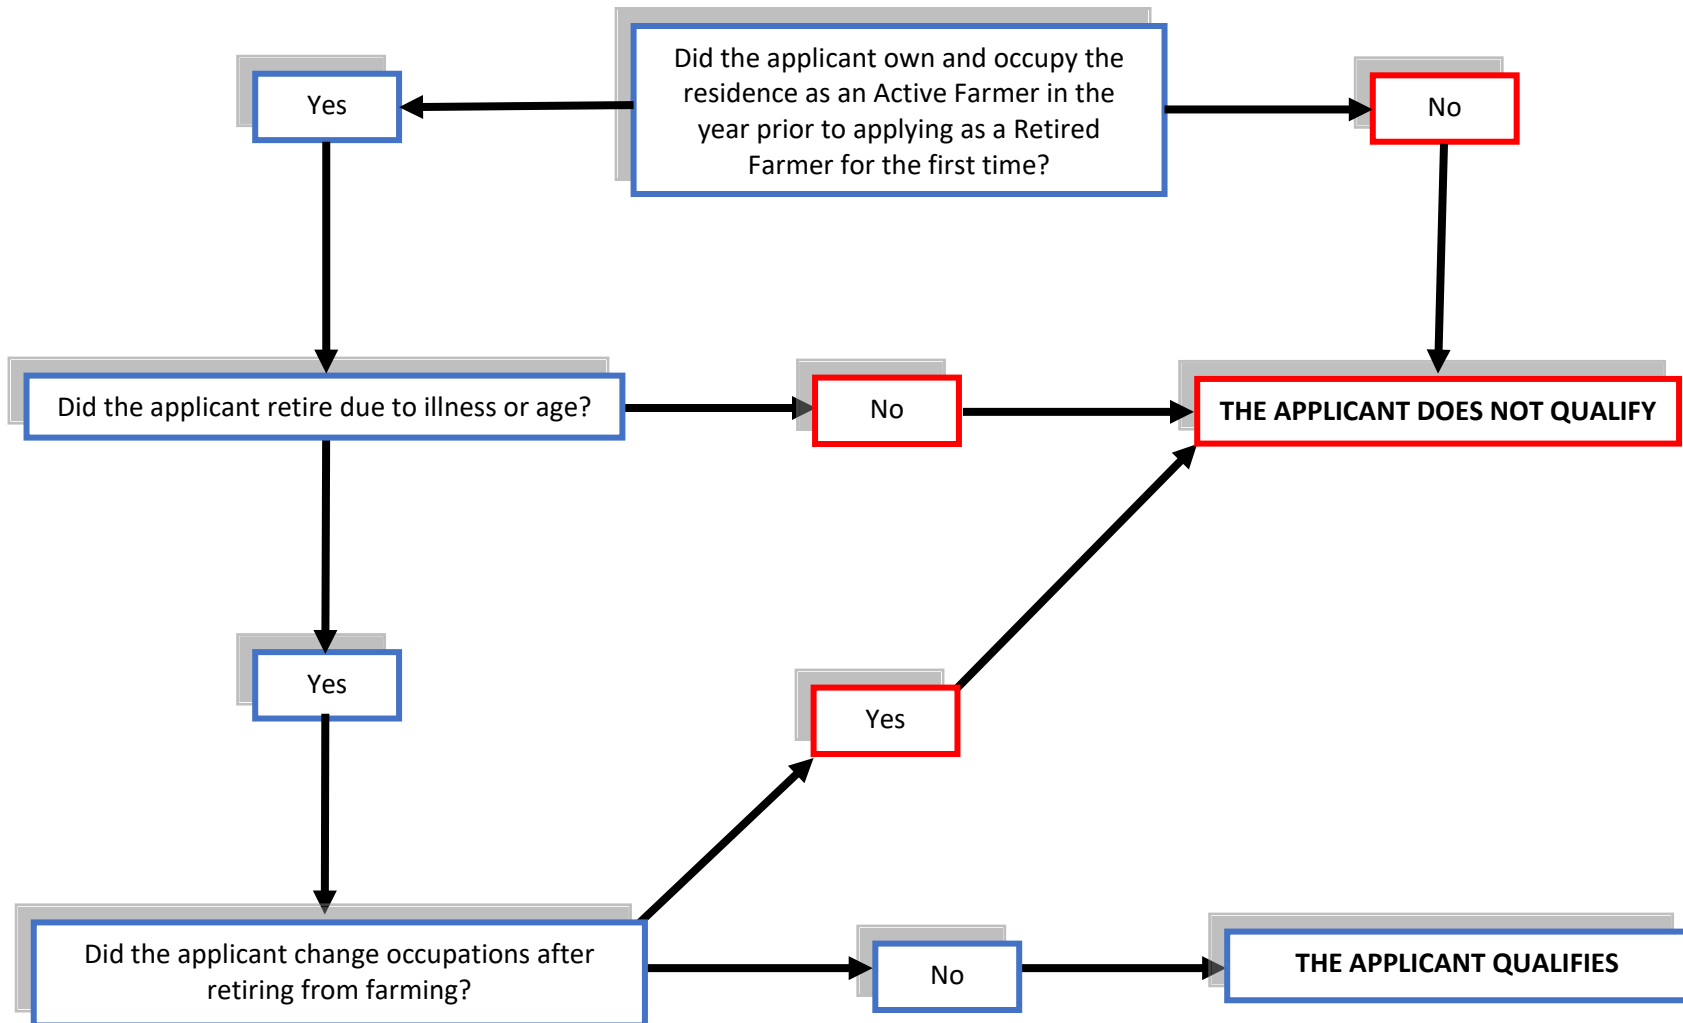 Did the applicant own and occupy the
residence as an Active Farmer in the
year prior to applying as a Retired
Farmer for the first time?
Yes
No
Did the applicant retire due to illness or age?
No
THE APPLICANT DOES NOT QUALIFY
Yes
Yes
Did the applicant change occupations after
retiring from farming?
No
THE APPLICANT QUALIFIES